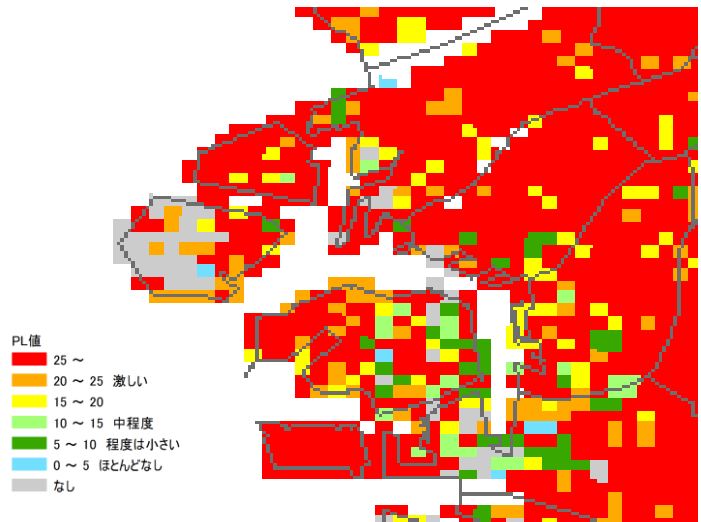 PL値
25 ～
20 ～ 25 激しい
15 ～ 20
10 ～ 15 中程度
5 ～ 10 程度は小さい
0 ～ 5 ほとんどなし
なし